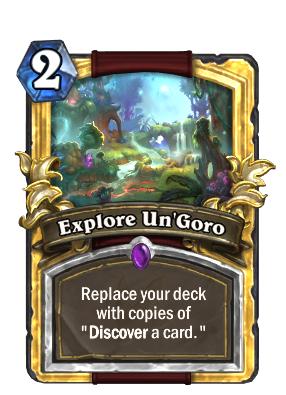 2
Explore Un'Goro
Replace your deck
with copies of
"Discover a card. "